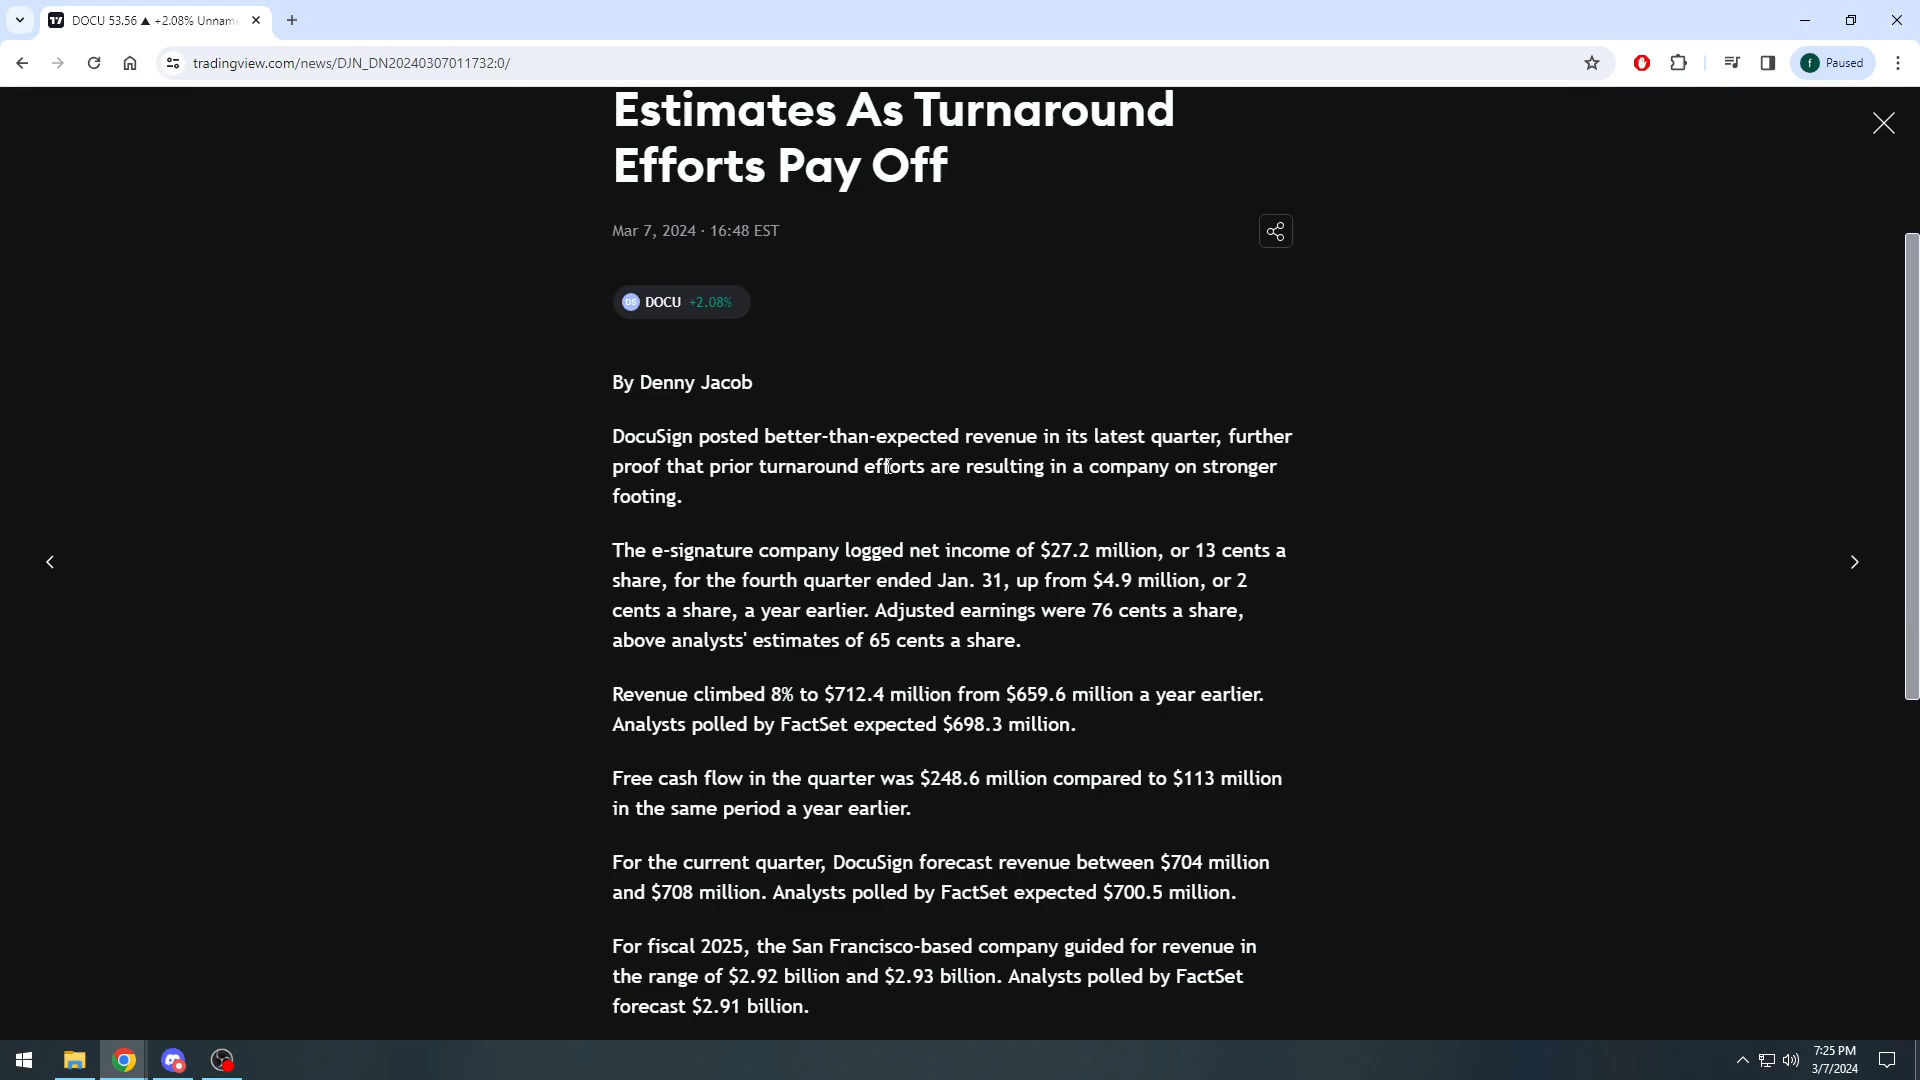 DOCU 53.56 ▲ +2.08% Unnam
tradingview.com/news/DJN_DN20240307011732:0/
f Paused
Estimates As Turnaround
Efforts Pay Off
Mar 7, 2024 · 16:48 EST
DS DOCU +2.08%
By Denny Jacob
DocuSign posted better-than-expected revenue in its latest quarter, further
proof that prior turnaround efforts are resulting in a company on stronger
footing.
The e-signature company logged net income of $27.2 million, or 13 cents a
share, for the fourth quarter ended Jan. 31, up from $4.9 million, or 2
cents a share, a year earlier. Adjusted earnings were 76 cents a share,
above analysts' estimates of 65 cents a share.
Revenue climbed 8% to $712.4 million from $659.6 million a year earlier.
Analysts polled by FactSet expected $698.3 million.
Free cash flow in the quarter was $248.6 million compared to $113 million
in the same period a year earlier.
For the current quarter, DocuSign forecast revenue between $704 million
and $708 million. Analysts polled by FactSet expected $700.5 million.
For fiscal 2025, the San Francisco-based company guided for revenue in
the range of $2.92 billion and $2.93 billion. Analysts polled by FactSet
forecast $2.91 billion.
7:25 PM
3/7/2024